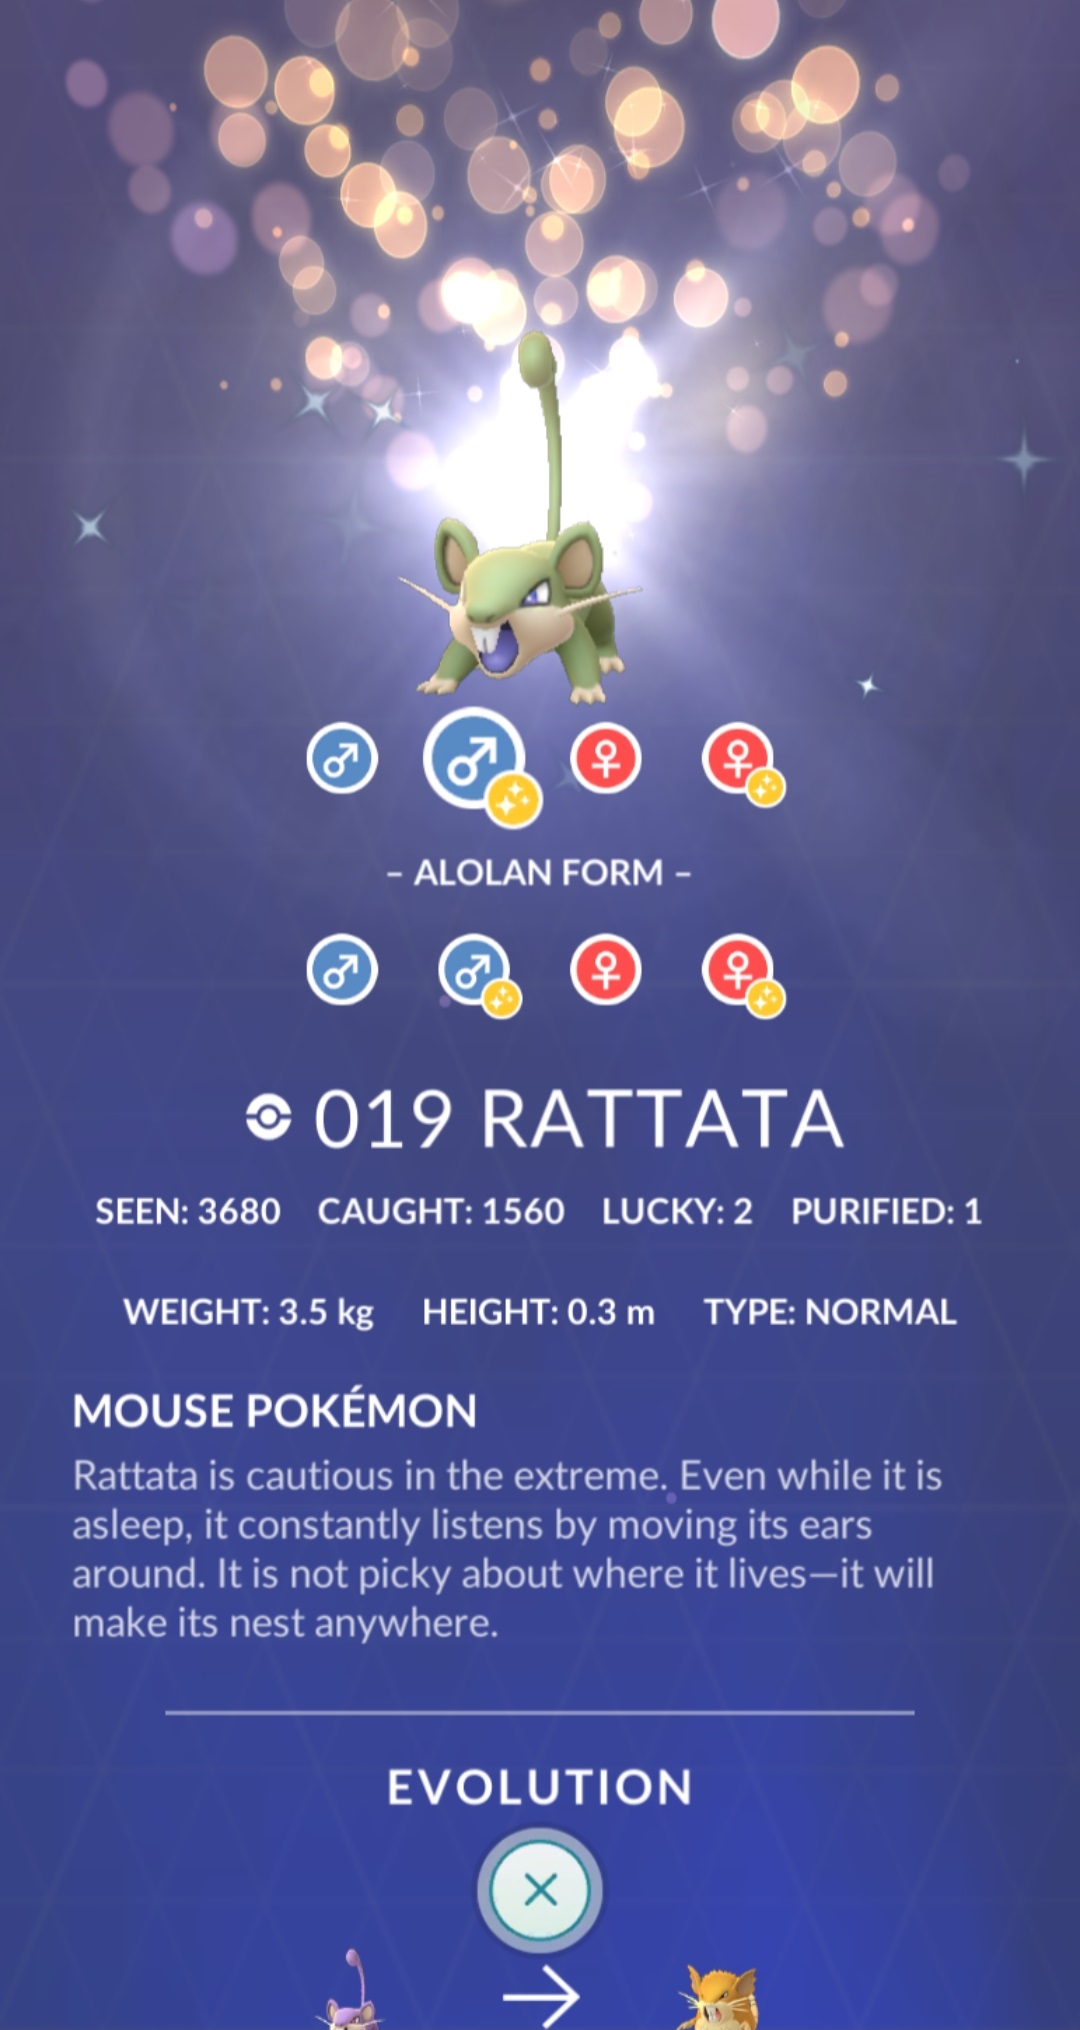 – ALOLAN FORM –
019 RATTATA
SEEN: 3680 CAUGHT: 1560 LUCKY: 2 PURIFIED: 1
WEIGHT: 3.5 kg HEIGHT: 0.3 m TYPE: NORMAL
MOUSE POKÉMON
Rattata is cautious in the extreme. Even while it is
asleep, it constantly listens by moving its ears
around. It is not picky about where it lives—it will
make its nest anywhere.
EVOLUTION